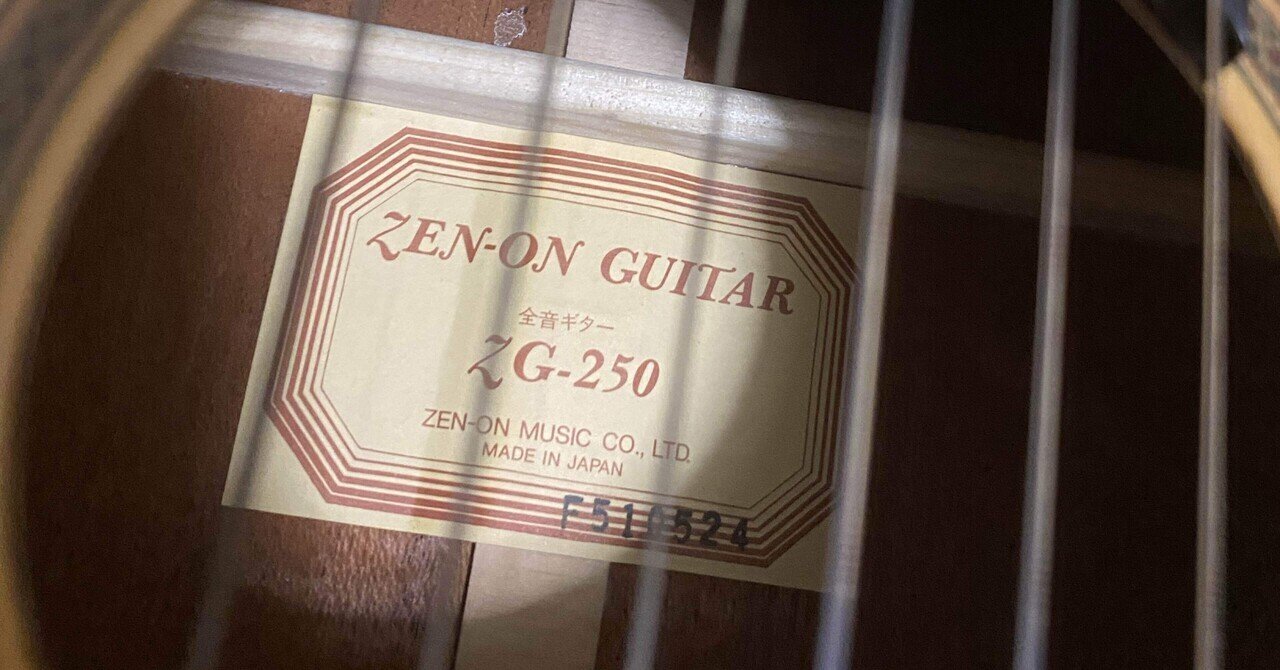 ZEN-ON GUITAR
全音ギター
ZG-250
ZEN-ON MUSIC CO., LTD.
MADE IN JAPAN